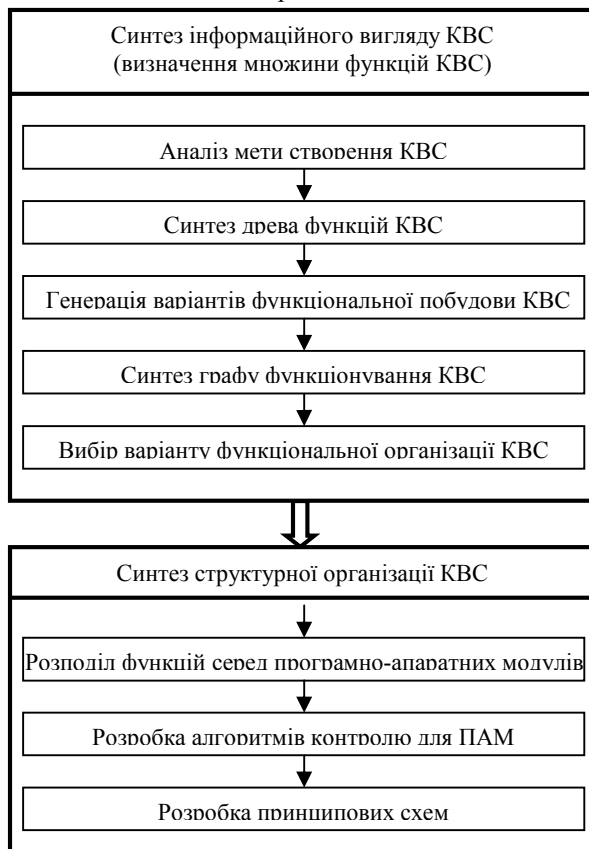 Синтез інформаційного вигляду КВС
(визначення множини функцій КВС)
Аналіз мети створення КВС
Синтез древа функцій КВС
Генерація варіантів функціональної побудови КВС
Синтез графу функціонування КВС
Вибір варіанту функціональної організації КВС
Синтез структурної організації КВС
Розподіл функцій серед програмно-апаратних модулів
Розробка алгоритмів контролю для ПАМ
Розробка принципових схем